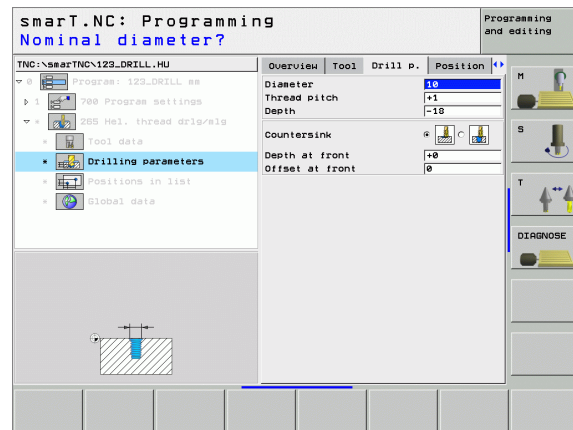 smarT.NC: Programming
Nominal diameter?
Programming
and editing
TNC:\smarTNC\123_DRILL.HU
0 Program: 123_DRILL mm
1 700 Program settings
* 265 Hel. thread drlg/mlg
* Tool data
* Drilling parameters
* Positions in list
* Global data
Overview Tool Drill p. Position
Diameter 10
Thread pitch +1
Depth -18
Countersink
Depth at front +0
Offset at front 0
M
S
T
DIAGNOSE